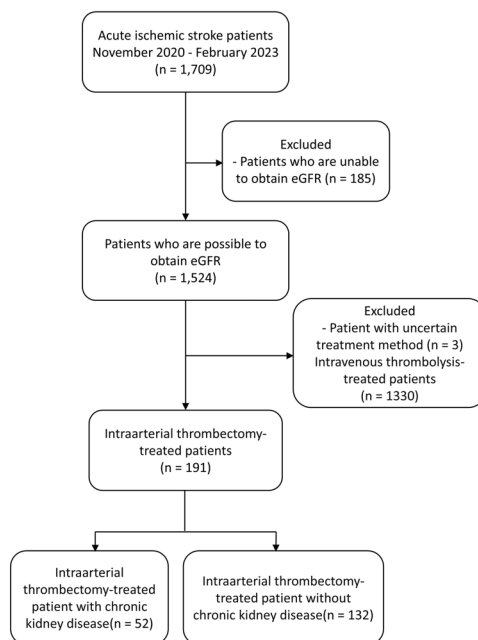 Acute ischemic stroke patients
November 2020 - February 2023
(n = 1,709)
Excluded
- Patients who are unable
to obtain eGFR (n = 185)
Patients who are possible to
obtain eGFR
(n = 1,524)
Excluded
- Patient with uncertain
treatment method (n = 3)
Intravenous thrombolysis-
treated patients
(n = 1330)
Intraarterial thrombectomy-
treated patients
(n = 191)
Intraarterial
thrombectomy-treated
patient with chronic
kidney disease(n = 52)
Intraarterial thrombectomy-
treated patient without
chronic kidney disease(n = 132)